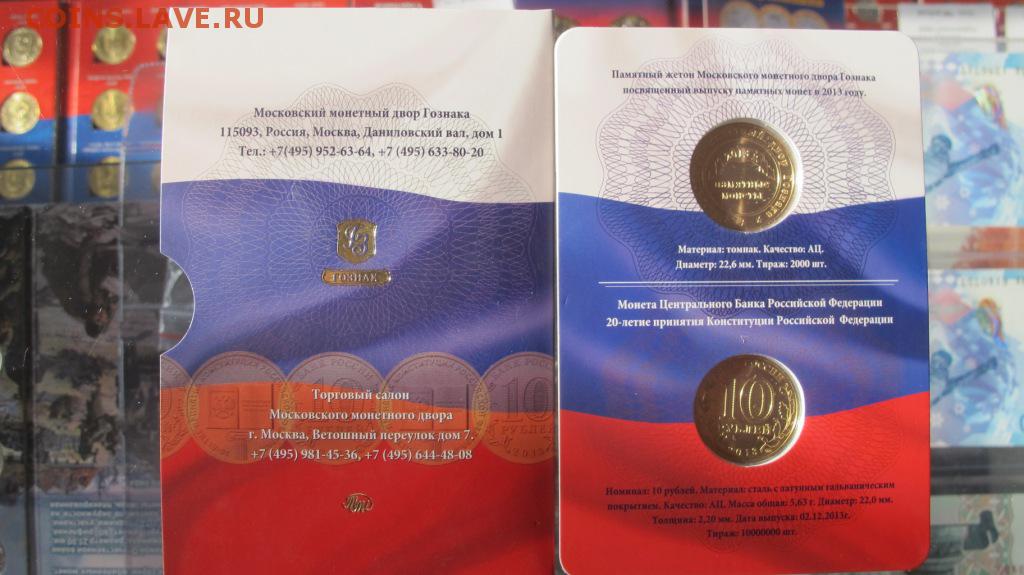 COINS.LAVE.RU
Московский монетный двор Гознака
115093, Россия, Москва, Даниловский вал, дом 1
Тел.: +7(495) 952-63-64, +7 (495) 633-80-20
ГОЗНАК
Торговый салон
Московского монетного двора
г. Москва, Ветошный переулок дом 7.
+7 (495) 981-45-36, +7 (495) 644-48-08
Памятный жетон Московского монетного двора Гознака
посвященный выпуску памятных монет в 2013 году.
ПАМЯТНЫЕ
МОНЕТЫ
Материал: томпак. Качество: АЦ.
Диаметр: 22,6 мм. Тираж: 2000 шт.
Монета Центрального Банка Российской Федерации
20-летие принятия Конституции Российской Федерации
10
РУБЛЕЙ
2013
Номинал: 10 рублей. Материал: сталь с латунным гальваническим
покрытием. Качество: АЦ. Масса общая: 5,63 г. Диаметр: 22,0 мм.
Толщина: 2,20 мм. Дата выпуска: 02.12.2013г.
Тираж: 10000000 шт.